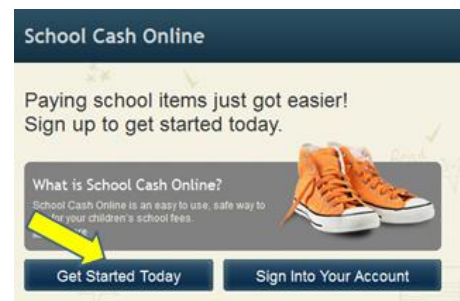 School Cash Online
Paying school items just got easier!
Sign up to get started today.
What is School Cash Online?
School Cash Online is an easy to use, safe way to
for your children's school fees.
Get Started Today
Sign Into Your Account